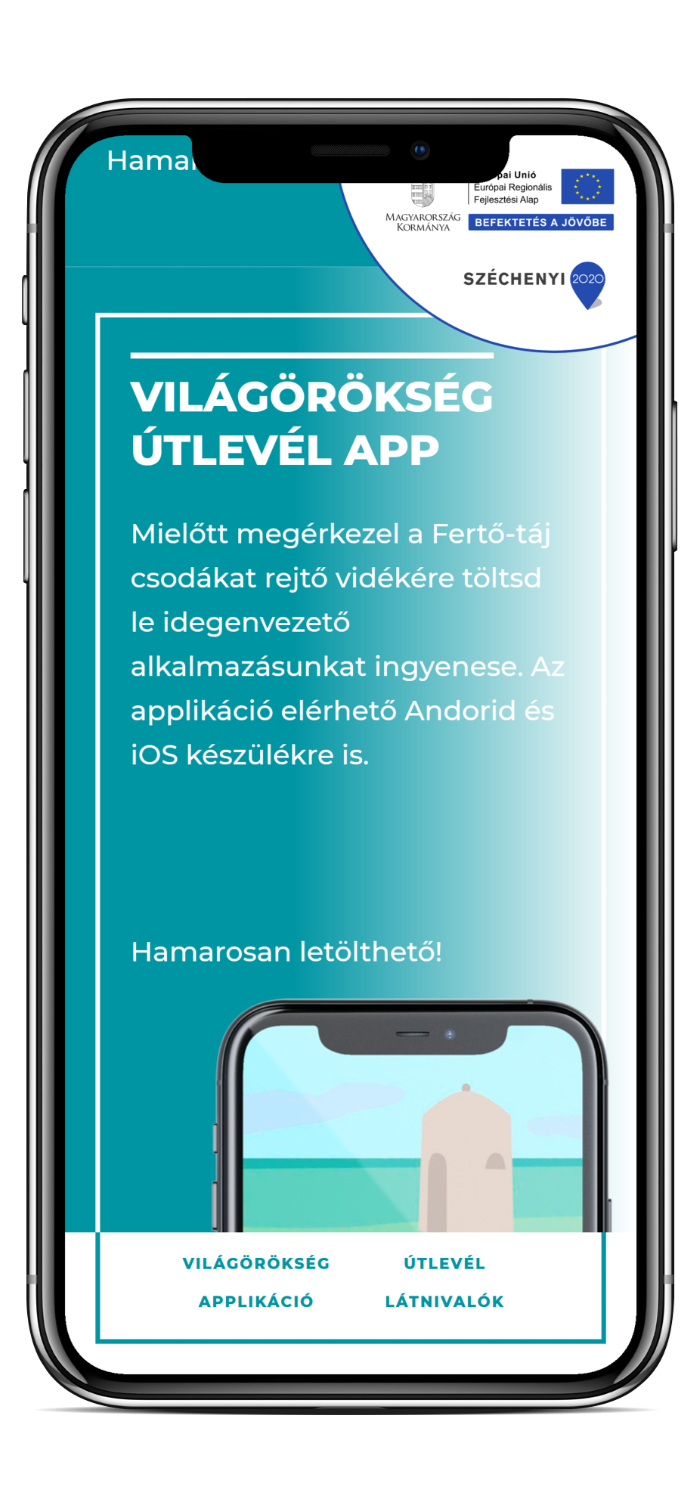 Hamar
pai Unió
Európai Regionális
Fejlesztési Alap
MAGYARORSZÁG
KORMÁNYA
BEFEKTETÉS A JÖVŐBE
SZÉCHENYI 2020
VILÁGÖRÖKSÉG
ÚTLEVÉL APP
Mielőtt megérkezel a Fertő-táj
csodákat rejtő vidékére töltsd
le idegenvezető
alkalmazásunkat ingyenese. Az
applikáció elérhető Andorid és
iOS készülékre is.
Hamarosan letölthető!
VILÁGÖRÖKSÉG ÚTLEVÉL
APPLIKÁCIÓ LÁTNIVALÓK